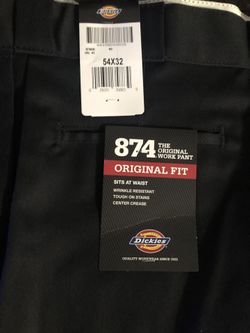 Dickies
54X32
874
THE
ORIGINAL
WORK PANT
ORIGINAL FIT
SITS AT WAIST
WRINKLE RESISTANT
TOUGH ON STAINS
CENTER CREASE
Dickies
QUALITY WORKWEAR SINCE 1922